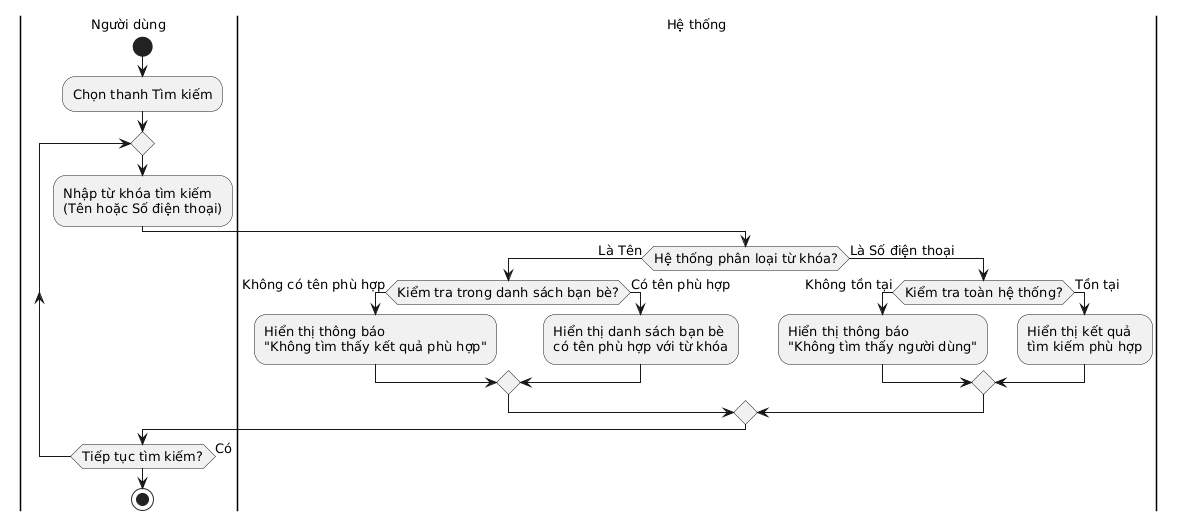 Người dùng
Hệ thống
Chọn thanh Tìm kiếm
Nhập từ khóa tìm kiếm
(Tên hoặc Số điện thoại)
Là Tên
Hệ thống phân loại từ khóa?
Là Số điện thoại
Không có tên phù hợp
Kiểm tra trong danh sách bạn bè?
Có tên phù hợp
Không tồn tại
Kiểm tra toàn hệ thống?
Tồn tại
Hiển thị thông báo
"Không tìm thấy kết quả phù hợp"
Hiển thị danh sách bạn bè
có tên phù hợp với từ khóa
Hiển thị thông báo
"Không tìm thấy người dùng"
Hiển thị kết quả
tìm kiếm phù hợp
Tiếp tục tìm kiếm?
Có